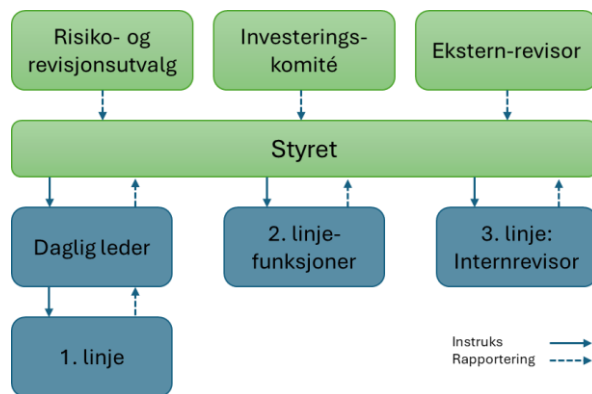 Risiko- og
revisjonsutvalg
Investerings-
komité
Ekstern-revisor
Styret
Daglig leder
2. linje-
funksjoner
3. linje:
Internrevisor
1. linje
Instruks
Rapportering